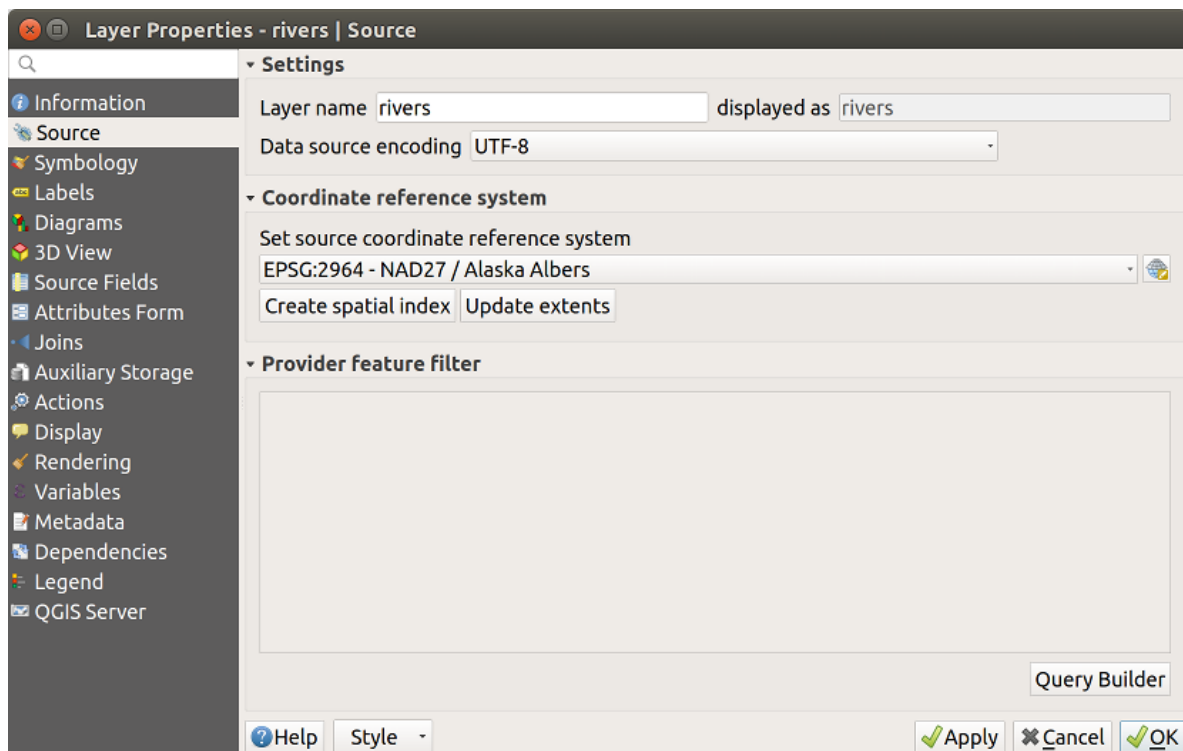 Layer Properties - rivers | Source
Information
Source
Symbology
Labels
Diagrams
3D View
Source Fields
Attributes Form
Joins
Auxiliary Storage
Actions
Display
Rendering
Variables
Metadata
Dependencies
Legend
QGIS Server
Settings
Layer name rivers displayed as rivers
Data source encoding UTF-8
Coordinate reference system
Set source coordinate reference system
EPSG:2964 - NAD27 / Alaska Albers
Create spatial index Update extents
Provider feature filter
Query Builder
Help Style Apply Cancel OK